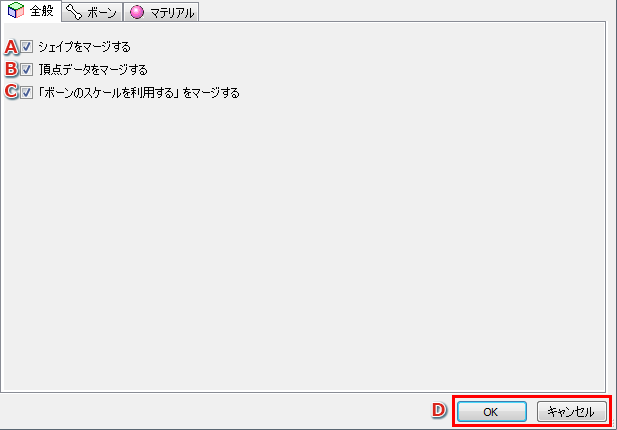 全般 ボーン マテリアル
A シェイプをマージする
B 頂点データをマージする
C 「ボーンのスケールを利用する」をマージする
D OK キャンセル